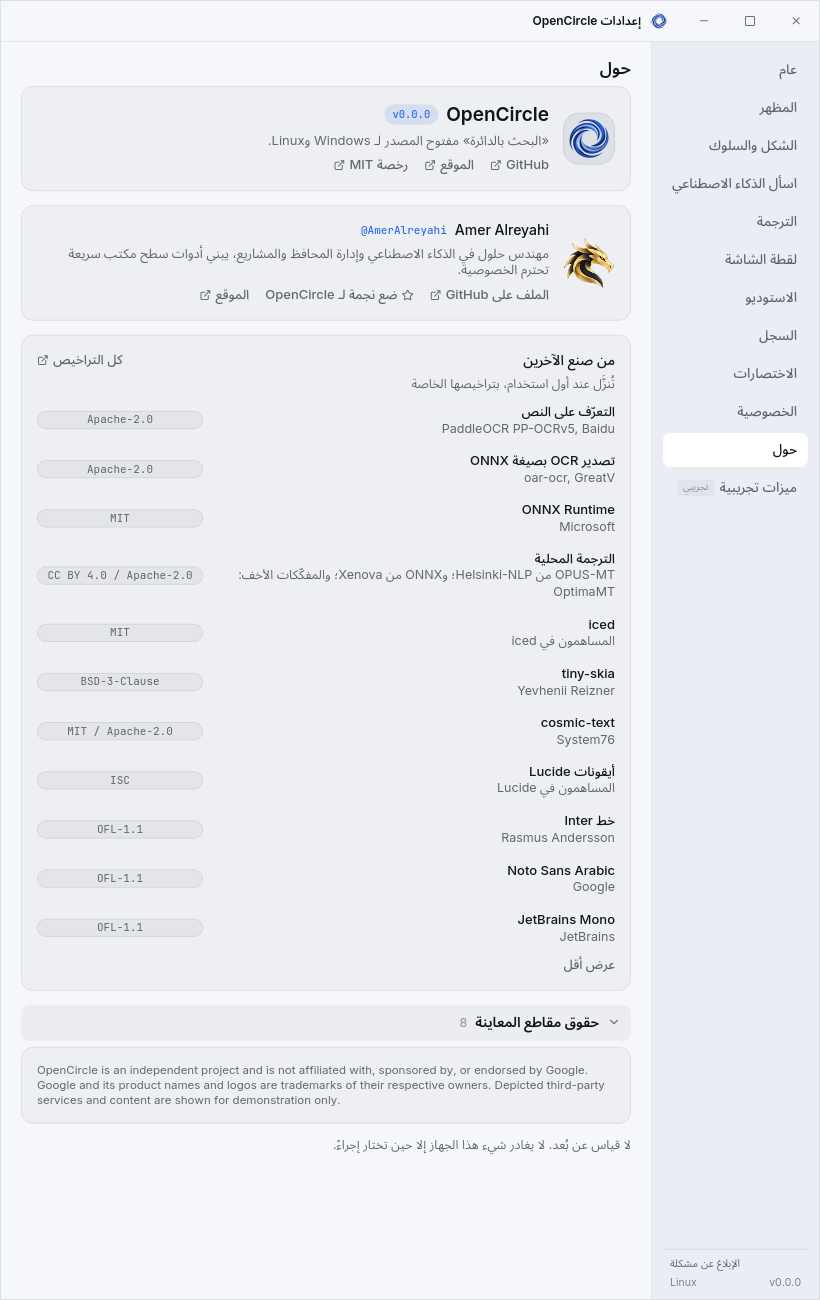 إعدادات OpenCircle
عام
المظهر
الشكل والسلوك
اسأل الذكاء الاصطناعي
الترجمة
لقطة الشاشة
الاستوديو
السجل
الاختصارات
الخصوصية
حول
ميزات تجريبية تجريبي
الإبلاغ عن مشكلة
v0.0.0 Linux
حول
OpenCircle v0.0.0
«البحث بالدائرة» مفتوح المصدر لـ Windows وLinux.
GitHub الموقع رخصة MIT
Amer Alreyahi @AmerAlreyahi
مهندس حلول في الذكاء الاصطناعي وإدارة المحافظ والمشاريع، يبني أدوات سطح مكتب سريعة
تحترم الخصوصية.
الملف على GitHub ضع نجمة لـ OpenCircle الموقع
من صنع الآخرين كل التراخيص
تُنزَّل عند أول استخدام، بتراخيصها الخاصة
التعرّف على النص
PaddleOCR PP-OCRv5, Baidu
Apache-2.0
تصدير OCR بصيغة ONNX
oar-ocr, GreatV
Apache-2.0
ONNX Runtime
Microsoft
MIT
الترجمة المحلية
OPUS-MT من Helsinki-NLP؛ وONNX من Xenova؛ والمفكّكات الأخف:
OptimaMT
CC BY 4.0 / Apache-2.0
iced
المساهمون في iced
MIT
tiny-skia
Yevhenii Reizner
BSD-3-Clause
cosmic-text
System76
MIT / Apache-2.0
أيقونات Lucide
المساهمون في Lucide
ISC
خط Inter
Rasmus Andersson
OFL-1.1
Noto Sans Arabic
Google
OFL-1.1
JetBrains Mono
JetBrains
OFL-1.1
عرض أقل
حقوق مقاطع المعاينة 8
OpenCircle is an independent project and is not affiliated with, sponsored by, or endorsed by Google.
Google and its product names and logos are trademarks of their respective owners. Depicted third-party
services and content are shown for demonstration only.
لا قياس عن بُعد. لا يغادر شيء هذا الجهاز إلا حين تختار إجراءً.